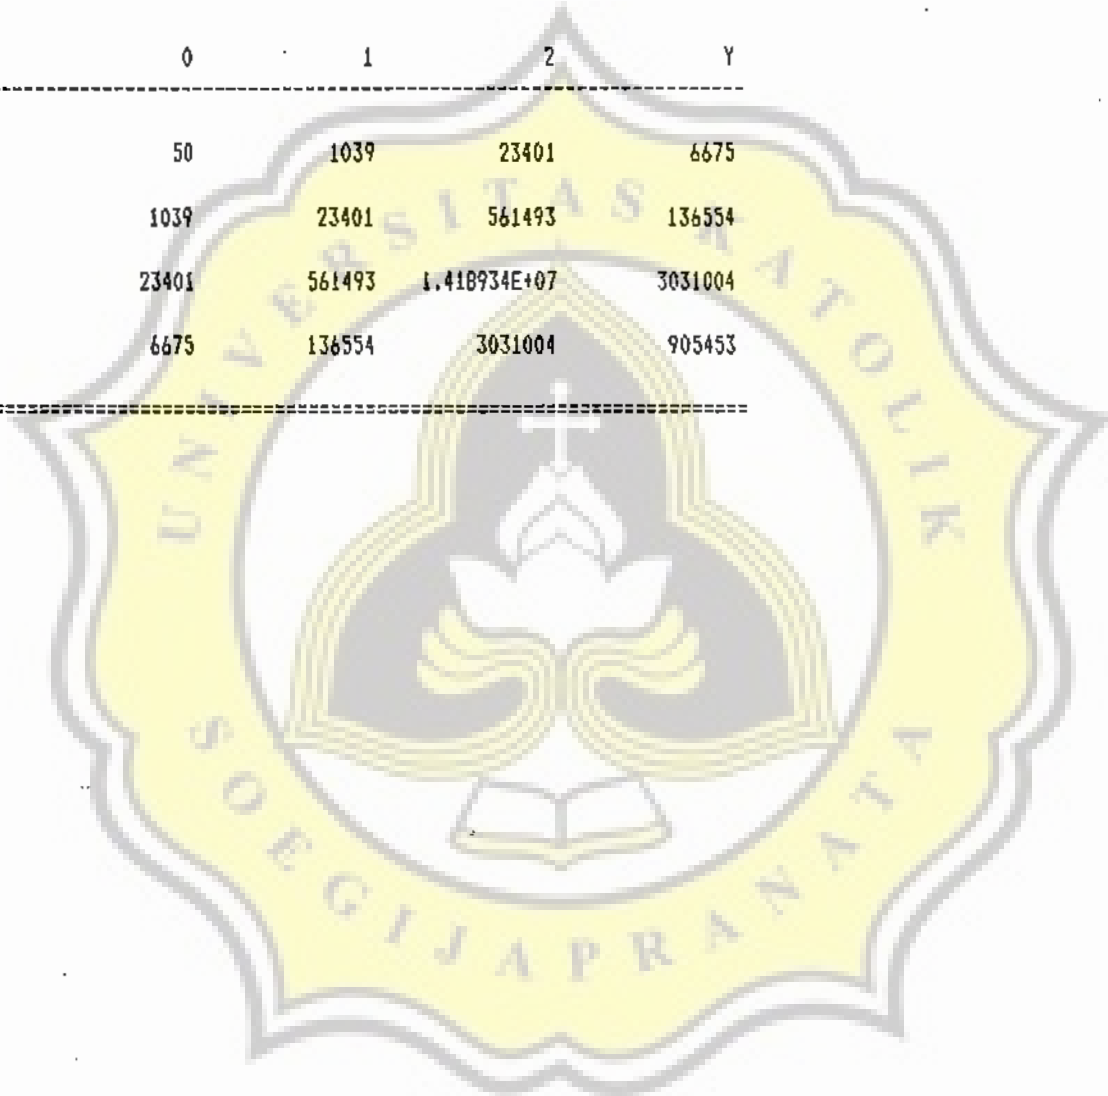 0 1 2 Y
50 1039 23401 6675
1039 23401 561493 136554
23401 561493 1.418934E+07 3031004
6675 136554 3031004 905453
UNIVERSITAS KATOLIK
SOEGIJAPRANATA